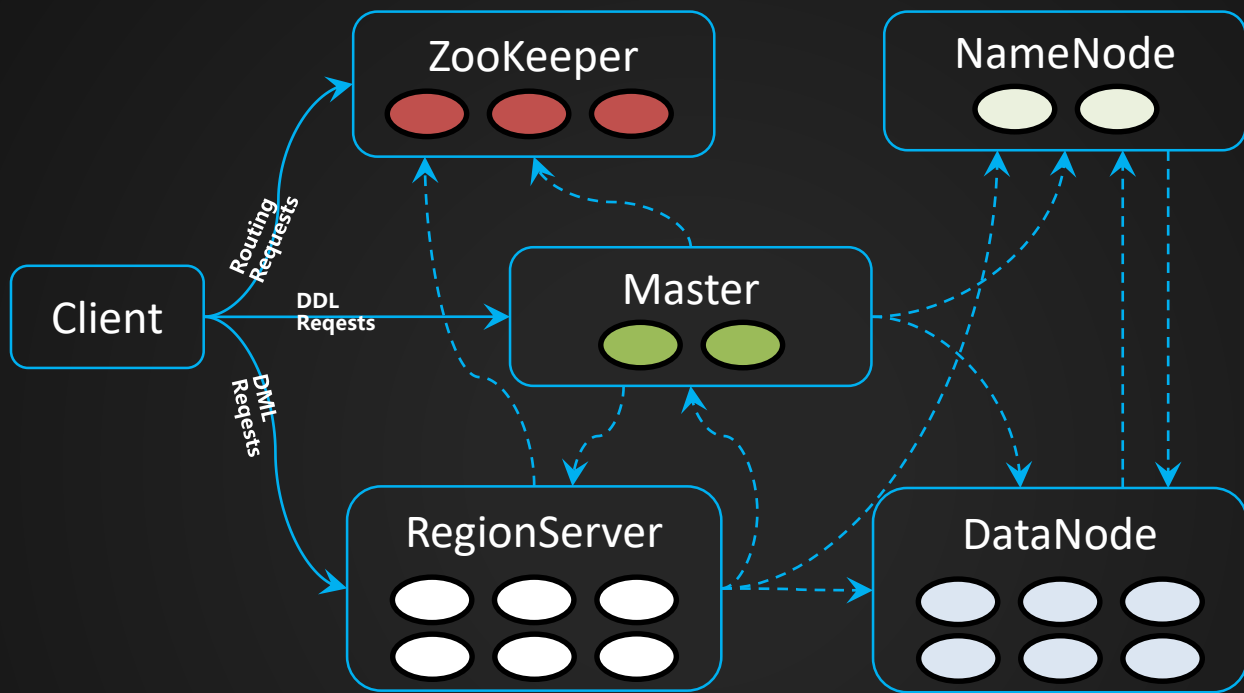 ZooKeeper
NameNode
Routing
Requests
Master
Client
DDL
Reqests
DML
Reqests
RegionServer
DataNode